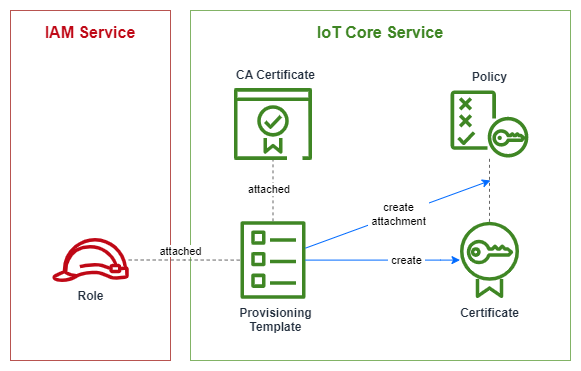 IAM Service
IoT Core Service
CA Certificate
Policy
attached
create
attachment
attached
create
Role
Provisioning
Template
Certificate